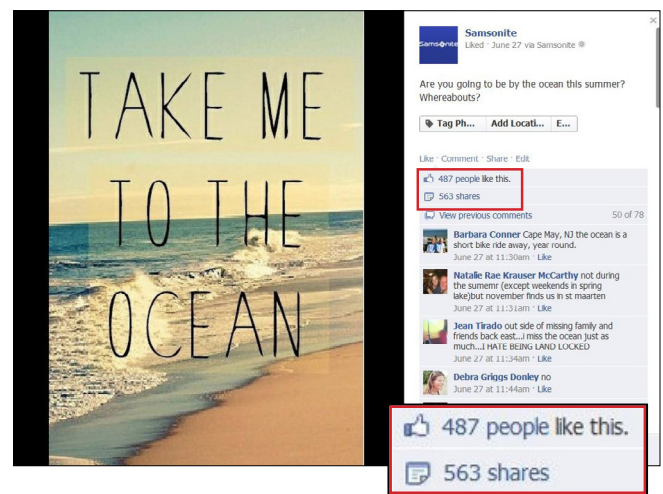 TAKE ME
TO THE
OCEAN
Samsonite
Samsonite
Liked · June 27 via Samsonite
Are you going to be by the ocean this summer?
Whereabouts?
Tag Ph... Add Locati... E...
Like · Comment · Share · Edit
487 people like this.
563 shares
View previous comments 50 of 78
Barbara Conner Cape May, NJ the ocean is a
short bike ride away, year round.
June 27 at 11:30am · Like
Natalie Rae Krauser McCarthy not during
the sumemr (except weekends in spring
lake)but november finds us in st maarten
June 27 at 11:31am · Like
Jean Tirado out side of missing family and
friends back east...i miss the ocean just as
much...I HATE BEING LAND LOCKED
June 27 at 11:34am · Like
Debra Griggs Donley no
June 27 at 11:44am · Like
487 people like this.
563 shares